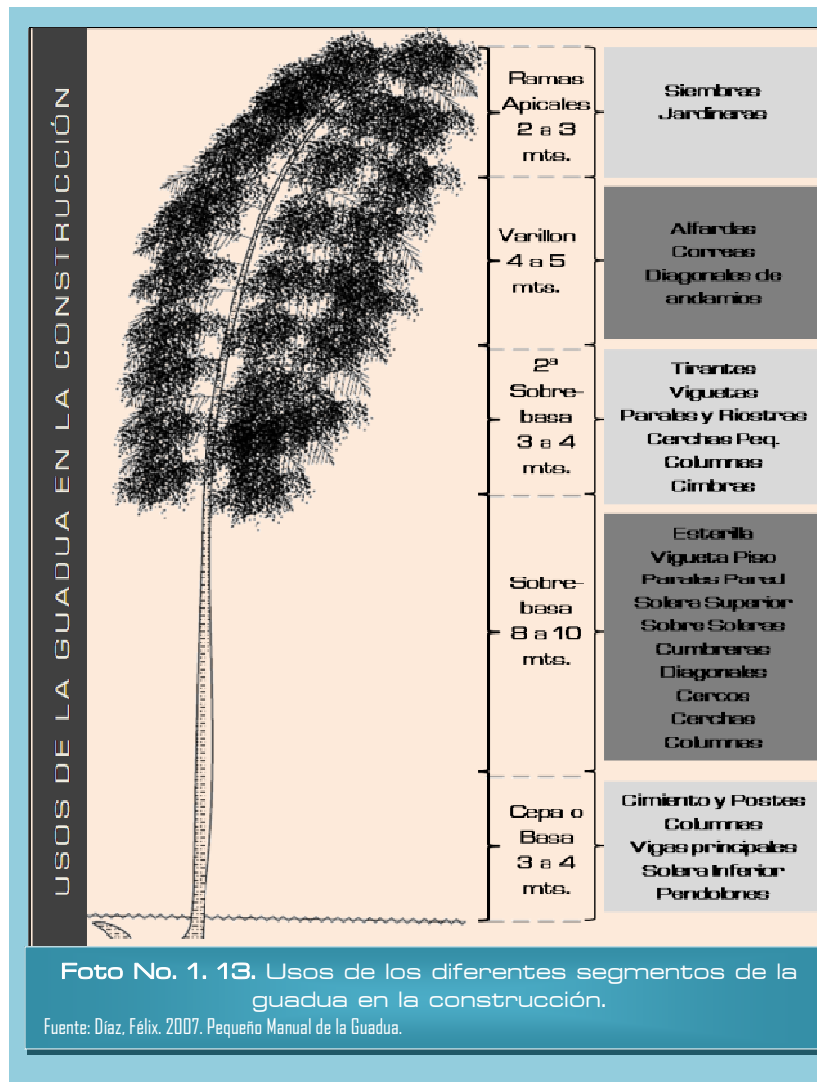 USOS DE LA GUADUA EN LA CONSTRUCCIÓN
Ramas
Apicales
2 a 3
mts.
Siembras
Jardineras
Varillon
4 a 5
mts.
Alfardas
Correas
Diagonales de
andamios
2ª
Sobre-
basa
3 a 4
mts.
Tirantes
Viguetas
Parales y Riostras
Cerchas Peq.
Columnas
Cimbras
Sobre-
basa
8 a 10
mts.
Esterilla
Vigueta Piso
Parales Pared
Solera Superior
Sobre Soleras
Cumbreras
Diagonales
Cercos
Cerchas
Columnas
Cepa o
Basa
3 a 4
mts.
Cimiento y Postes
Columnas
Vigas principales
Solera Inferior
Pendolones
Foto No. 1. 13. Usos de los diferentes segmentos de la
guadua en la construcción.
Fuente: Díaz, Félix. 2007. Pequeño Manual de la Guadua.